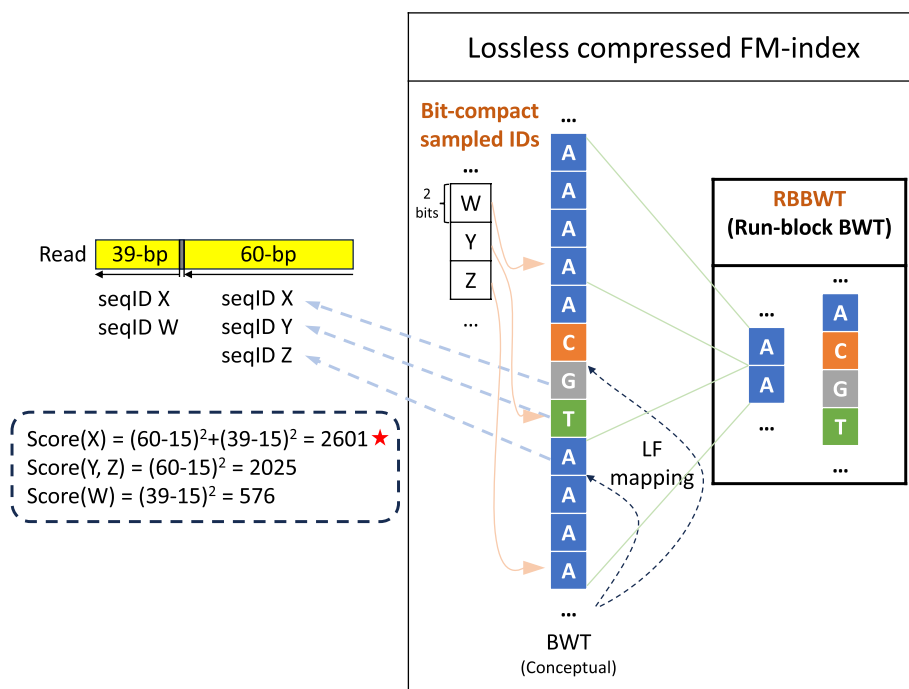 Lossless compressed FM-index
Bit-compact
sampled IDs
...
2
bits
W
Y
Z
...
Read
39-bp
60-bp
seqID X
seqID W
seqID X
seqID Y
seqID Z
Score(X) = (60-15)²+(39-15)² = 2601
Score(Y, Z) = (60-15)² = 2025
Score(W) = (39-15)² = 576
...
A
A
A
A
A
C
G
T
A
A
A
A
...
BWT
(Conceptual)
LF
mapping
RBBWT
(Run-block BWT)
...
A
A
...
...
A
C
G
T
...